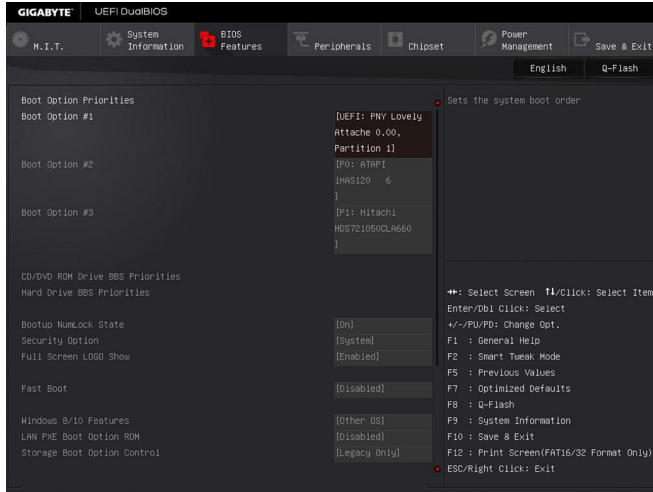 GIGABYTE™ UEFI DualBIOS
M.I.T. System Information BIOS Features Peripherals Chipset Power Management Save & Exit
English Q-Flash
Boot Option Priorities
Boot Option #1 [UEFI: PNY Lovely
Attache 0.00,
Partition 1]
Boot Option #2 [P0: ATAPI
iHAS120 6
]
Boot Option #3 [P1: Hitachi
HDS721050CLA660
]
CD/DVD ROM Drive BBS Priorities
Hard Drive BBS Priorities
Bootup NumLock State [On]
Security Option [System]
Full Screen LOGO Show [Enabled]
Fast Boot [Disabled]
Windows 8/10 Features [Other OS]
LAN PXE Boot Option ROM [Disabled]
Storage Boot Option Control [Legacy Only]
Sets the system boot order
→←: Select Screen ↑↓/Click: Select Item
Enter/Dbl Click: Select
+/-/PU/PD: Change Opt.
F1 : General Help
F2 : Smart Tweak Mode
F5 : Previous Values
F7 : Optimized Defaults
F8 : Q-Flash
F9 : System Information
F10 : Save & Exit
F12 : Print Screen(FAT16/32 Format Only)
ESC/Right Click: Exit